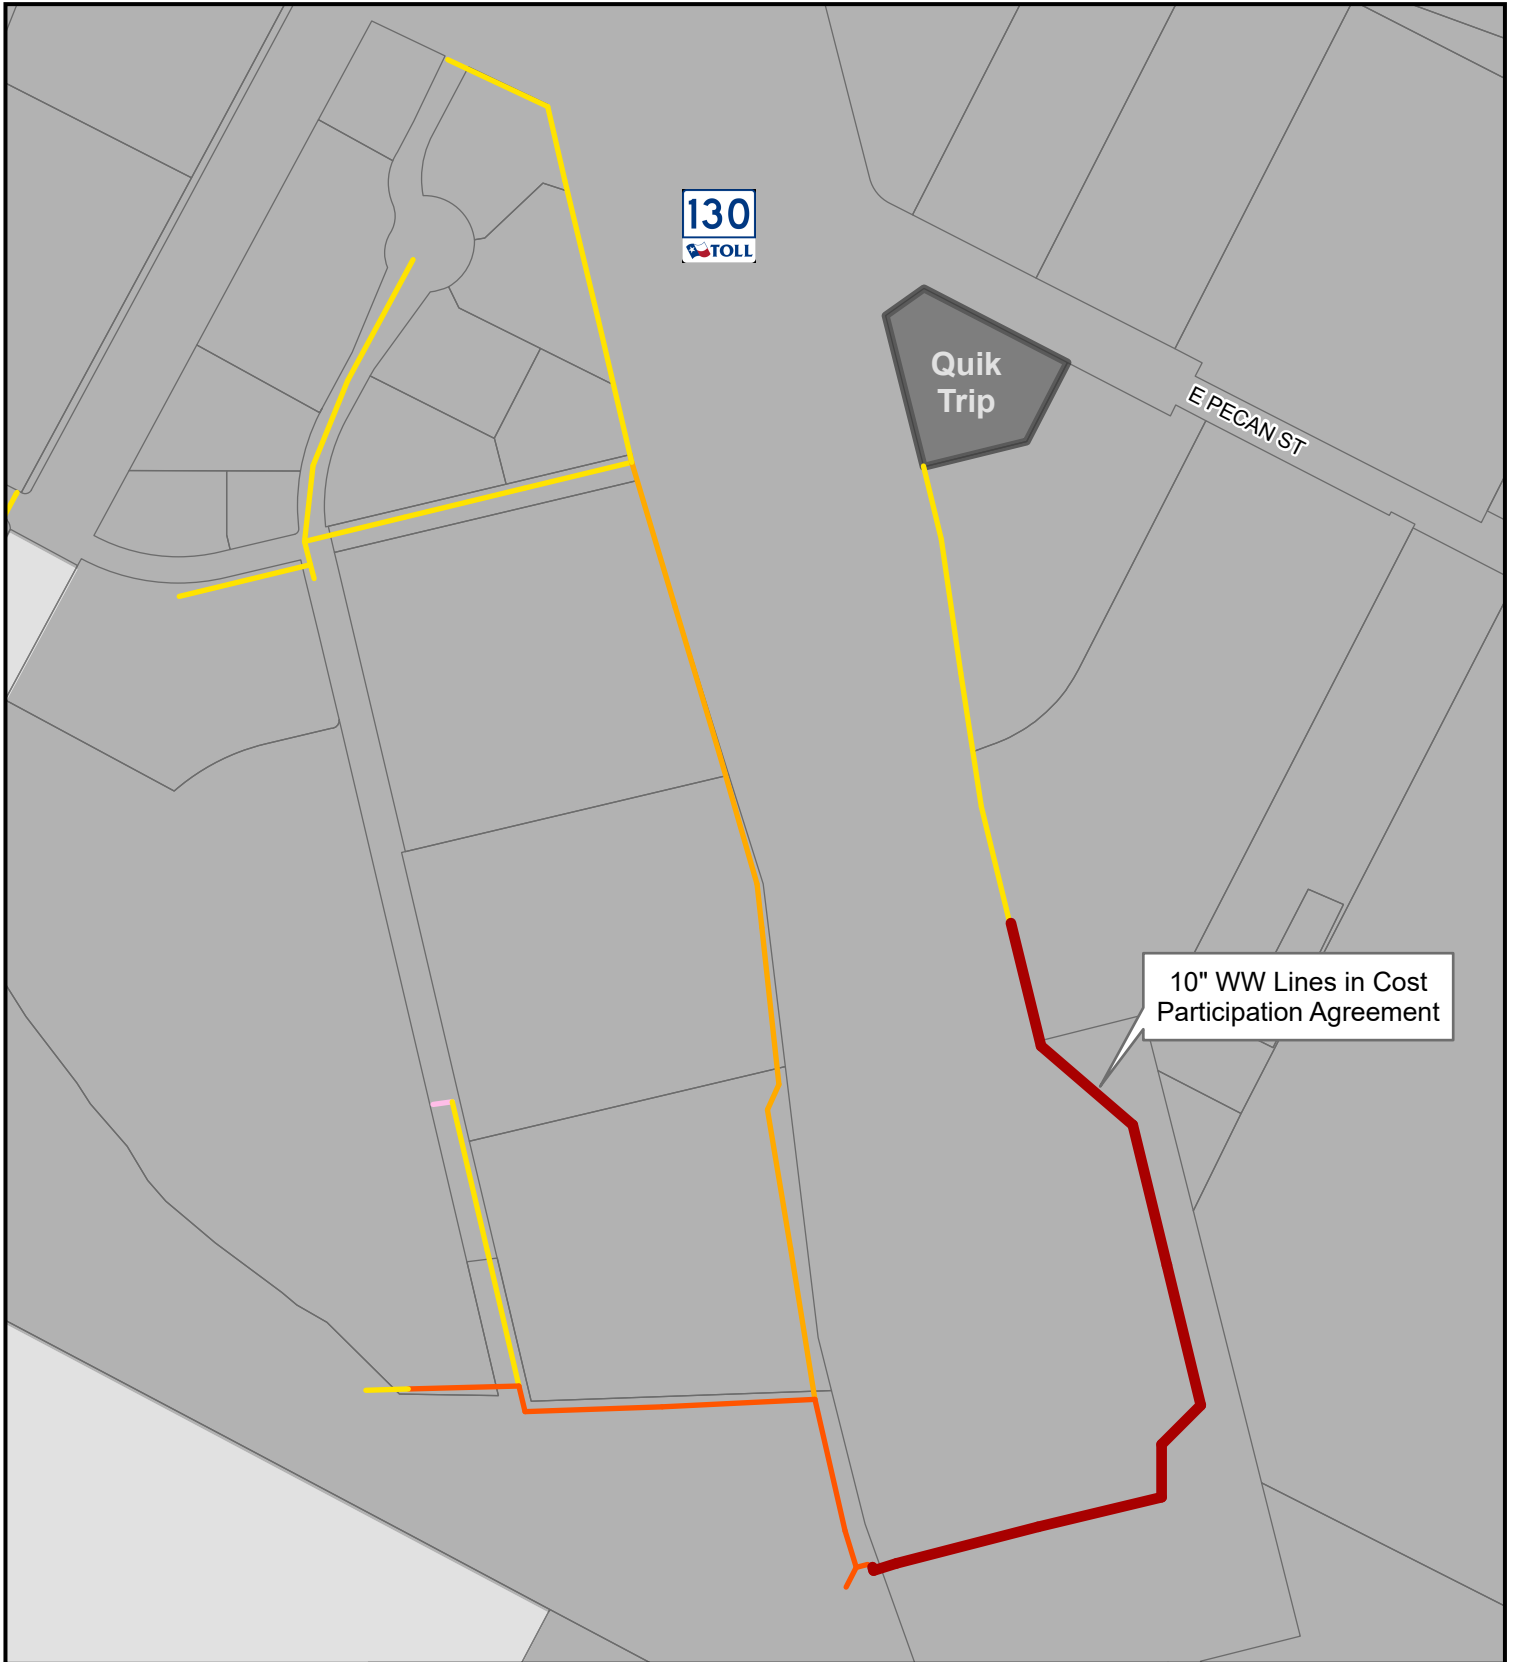 130
TOLL
Quik
Trip
E PECAN ST
10" WW Lines in Cost
Participation Agreement